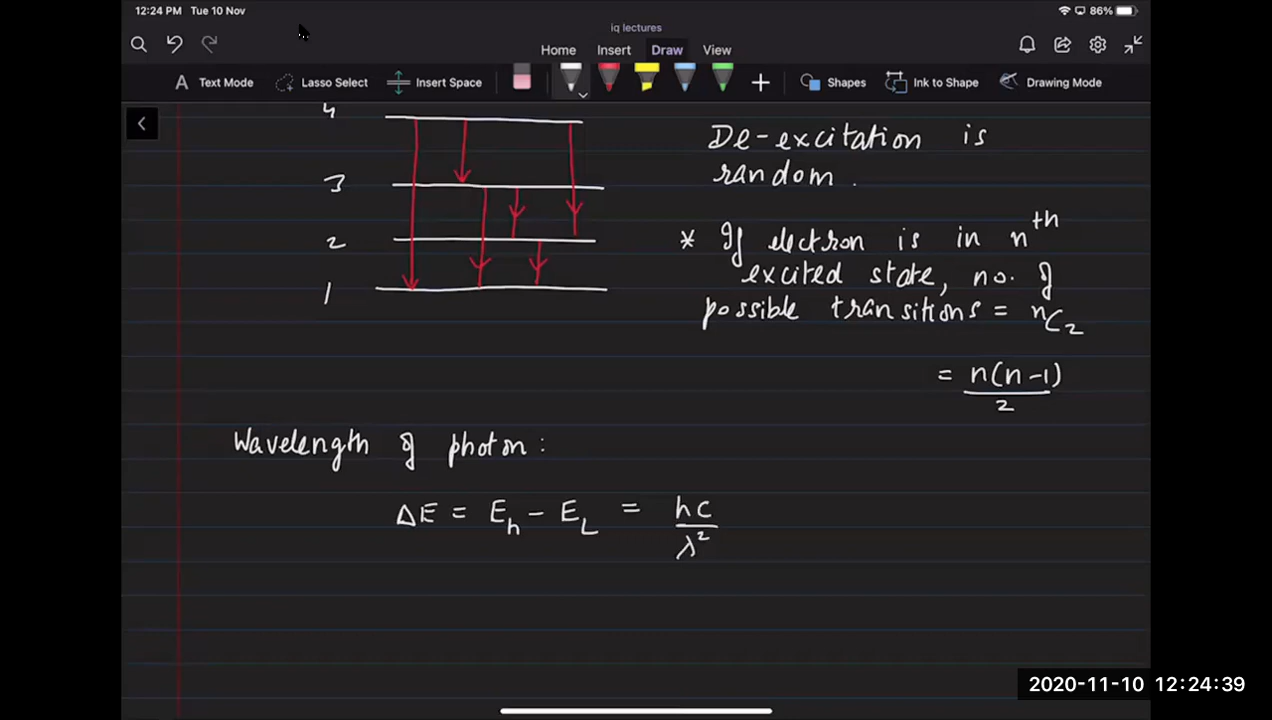 12:24 PM Tue 10 Nov
86%
iq lectures
Home Insert Draw View
Text Mode Lasso Select Insert Space Shapes Ink to Shape Drawing Mode
4
3
2
1
De-excitation is
random.
* If electron is in nth
excited state, no. of
possible transitions = nC2
= n(n-1)/2
Wavelength of photon:
ΔE = Eh - EL = hc/λ²
2020-11-10 12:24:39